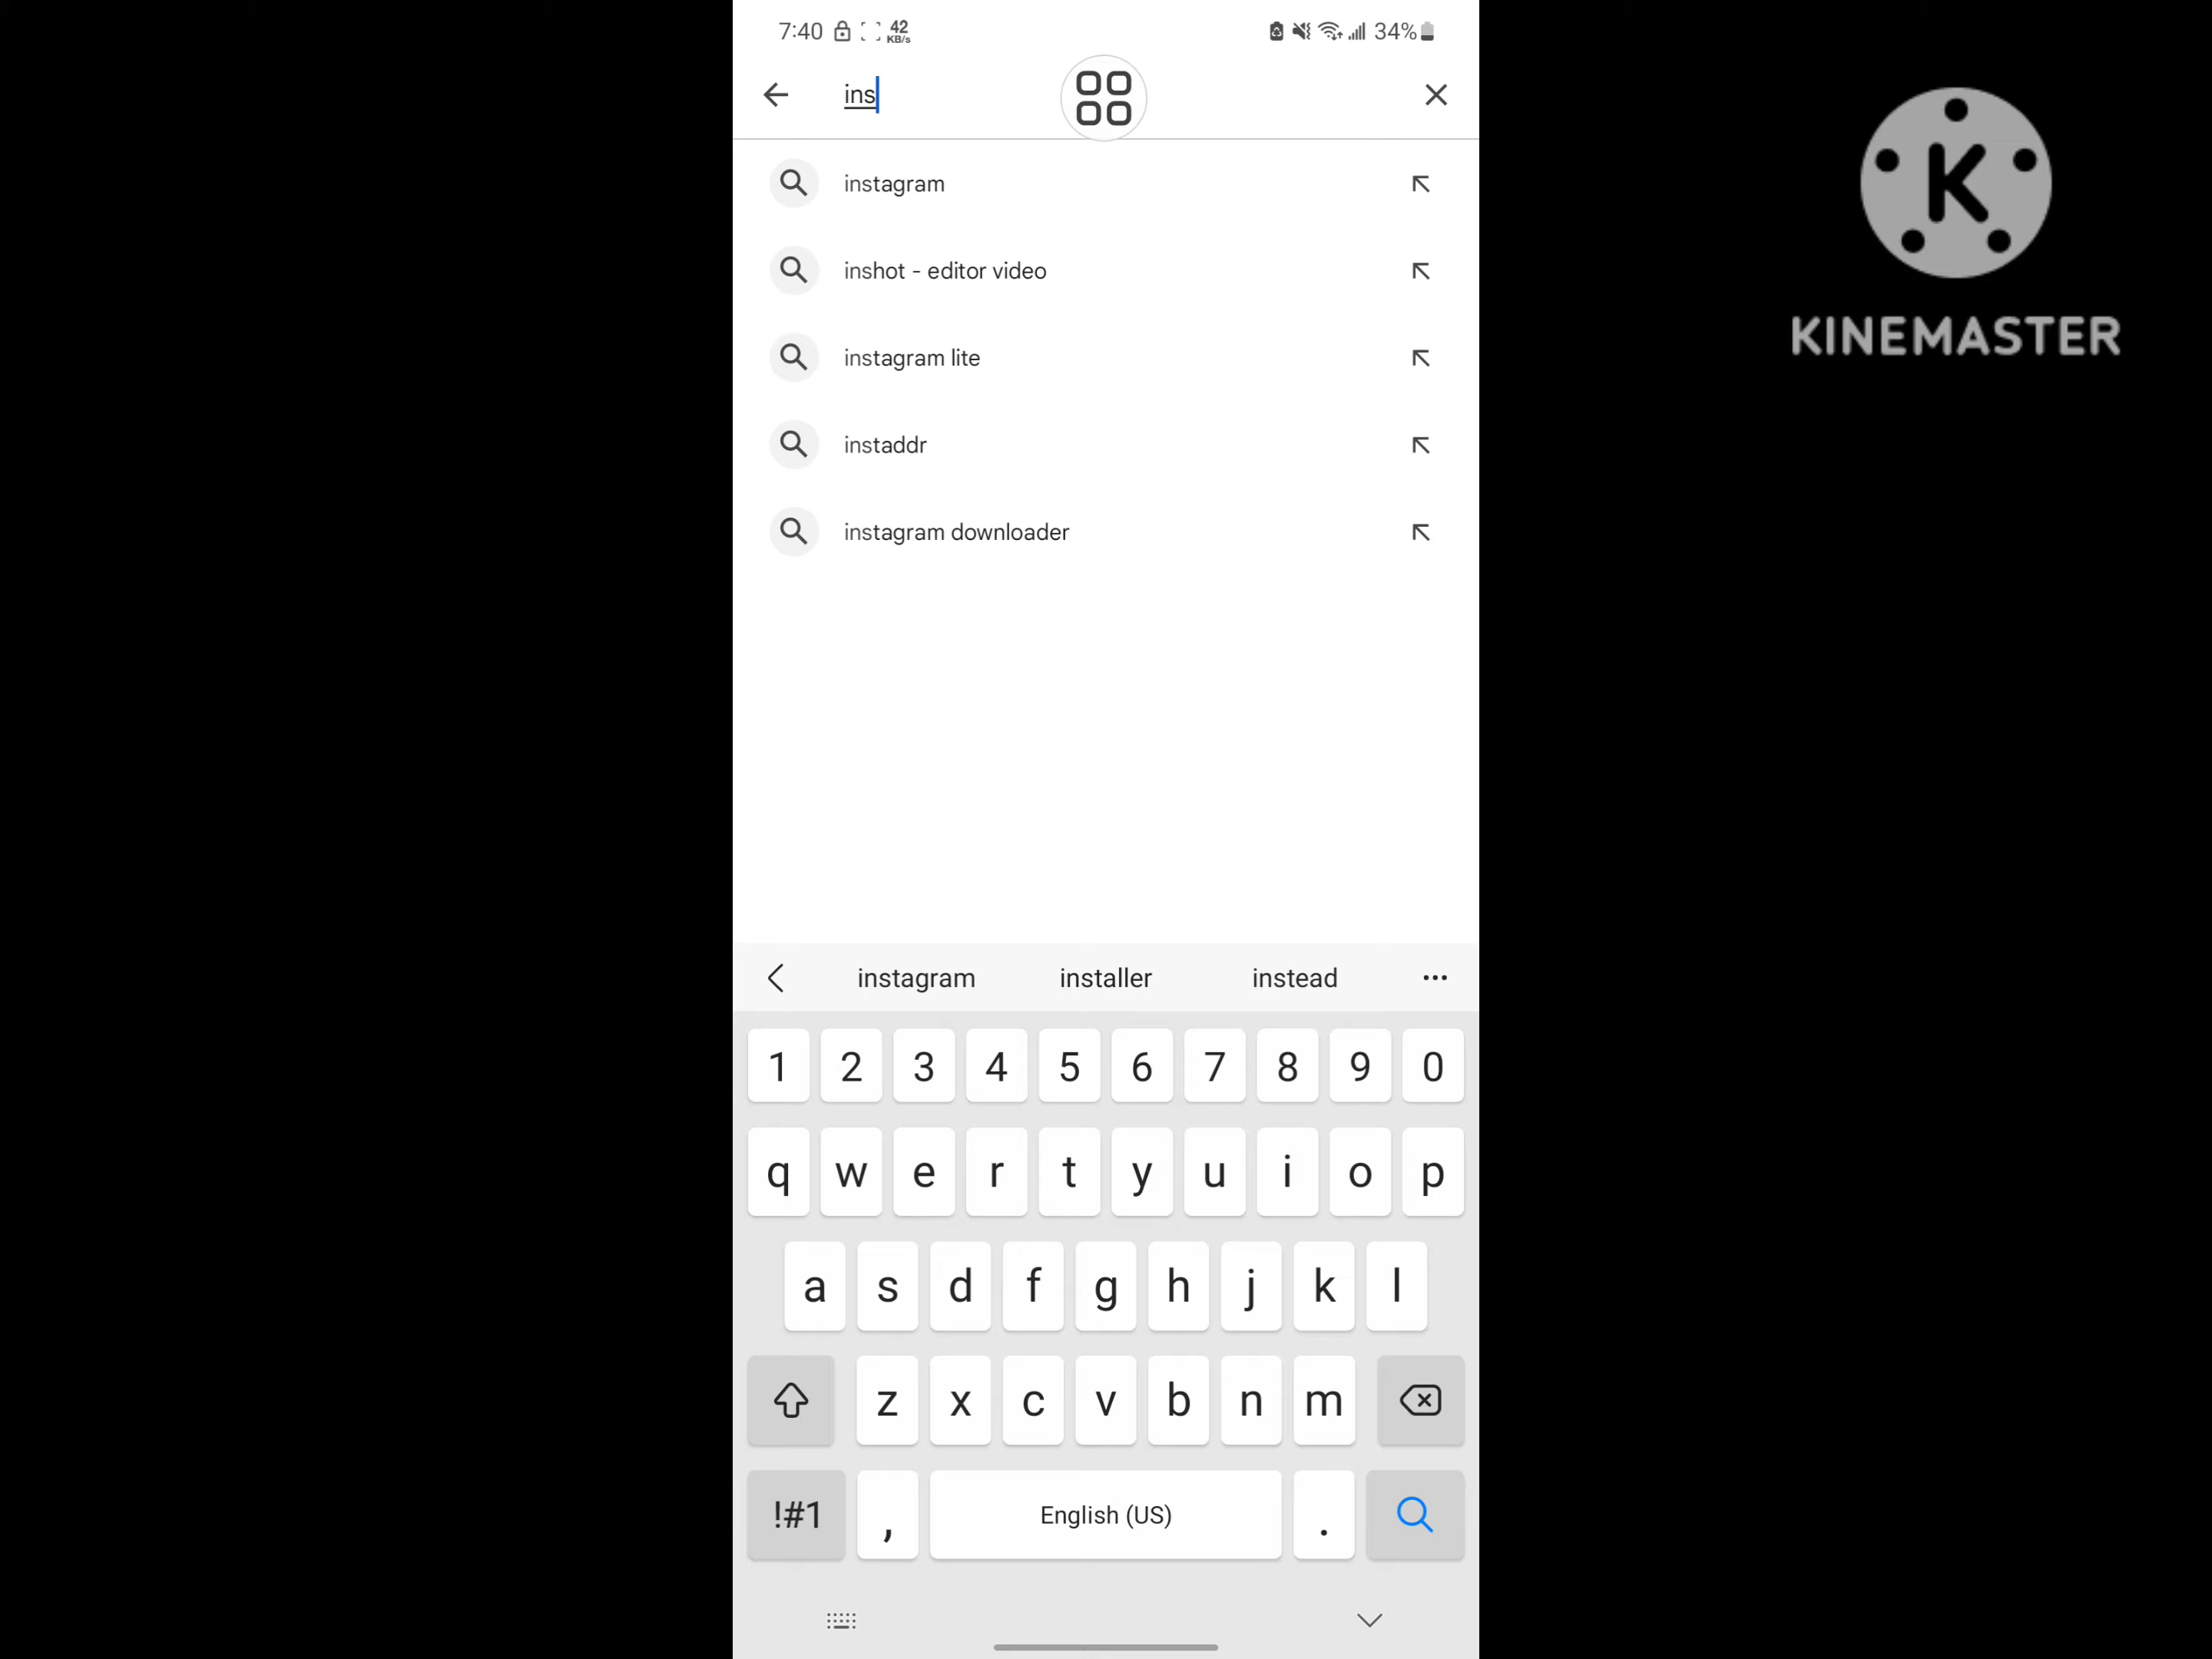 7:40 42 KB/s 34%
ins
instagram
inshot - editor video
instagram lite
instaddr
instagram downloader
instagram installer instead
1 2 3 4 5 6 7 8 9 0
q w e r t y u i o p
a s d f g h j k l
z x c v b n m
!#1 , English (US) .
K
KINEMASTER